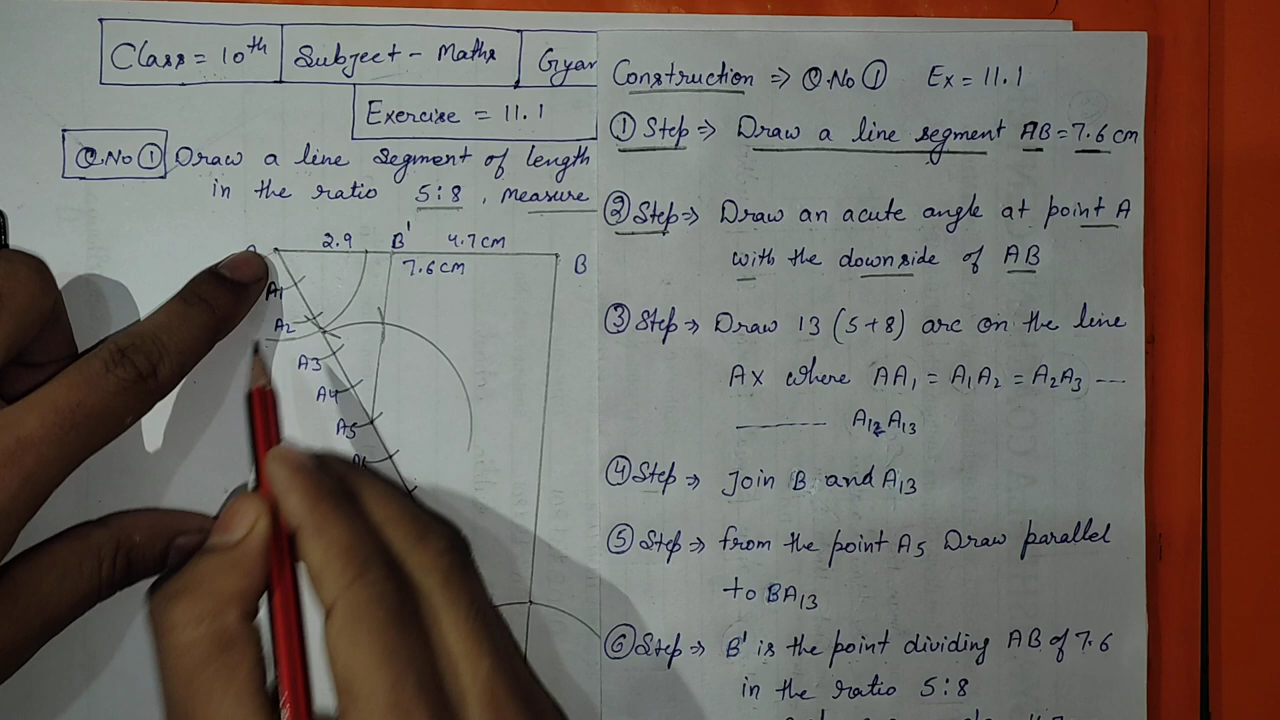 Class = 10th
Subject - Maths
Gyan
Exercise = 11.1
Q.No ① Draw a line segment of length
in the ratio 5:8 , measure
2.9
B'
4.7cm
7.6cm
B
A1
A2
A3
A4
A5
A6
Construction ⇒ Q.No ① Ex = 11.1
① Step ⇒ Draw a line segment AB = 7.6 cm
② Step ⇒ Draw an acute angle at point A
with the downside of AB
③ Step ⇒ Draw 13 (5+8) arc on the line
AX where AA1 = A1A2 = A2A3 ---
------- A12A13
④ Step ⇒ Join B and A13
⑤ Step ⇒ from the point A5 Draw parallel
to BA13
⑥ Step ⇒ B' is the point dividing AB of 7.6
in the ratio 5:8